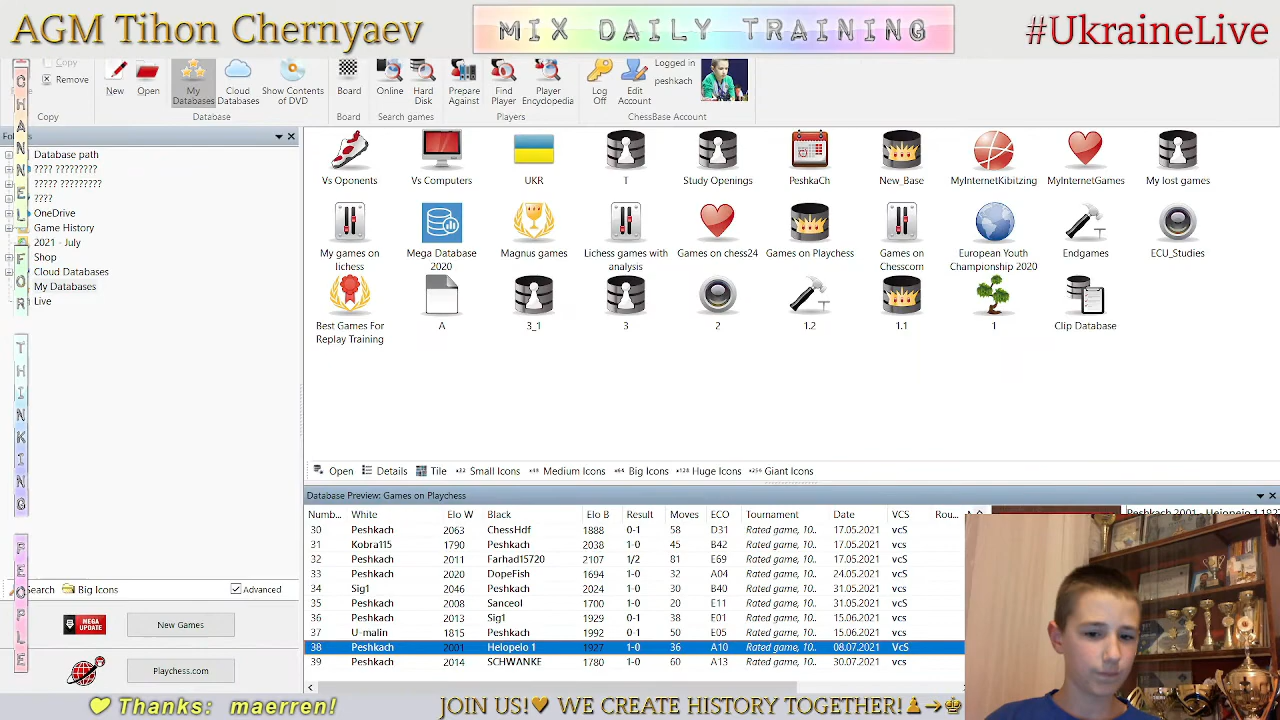 AGM Tihon Chernyaev
MIX DAILY TRAINING
#UkraineLive
CHANNEL FOR THINKING PEOPLE
Copy
Remove
Copy
New
Open
My Databases
Cloud Databases
Show Contents of DVD
Database
Board
Board
Online
Hard Disk
Search games
Prepare Against
Find Player
Player Encyclopedia
Players
Log Off
Edit Account
Logged in
peshkach
ChessBase Account
Database path
???? ?????????
????? ?????????
????
OneDrive
Game History
2021 - July
Shop
Cloud Databases
My Databases
Live
Vs Oponents
Vs Computers
UKR
T
Study Openings
PeshkaCh
New_Base
MyInternetKibitzing
MyInternetGames
My lost games
My games on lichess
Mega Database 2020
Magnus games
Lichess games with analysis
Games on chess24
Games on Playchess
Games on Chesscom
European Youth Championship 2020
Endgames
ECU_Studies
Best Games For Replay Training
A
3_1
3
2
1.2
1.1
1
Clip Database
Open Details Tile Small Icons Medium Icons Big Icons Huge Icons Giant Icons
Database Preview: Games on Playchess
Numb... White Elo W Black Elo B Result Moves ECO Tournament Date VCS Rou...
30 Peshkach 2063 ChessHdf 1888 0-1 58 D31 Rated game, 10.. 17.05.2021 vcS
31 Kobra115 1790 Peshkach 2038 1-0 45 B42 Rated game, 10.. 17.05.2021 vcs
32 Peshkach 2011 Farhad15720 2107 1/2 81 E69 Rated game, 10.. 17.05.2021 vcs
33 Peshkach 2020 DopeFish 1694 1-0 32 A04 Rated game, 10.. 24.05.2021 vcS
34 Sig1 2046 Peshkach 2024 1-0 30 B40 Rated game, 10.. 31.05.2021 vcS
35 Peshkach 2008 Sanceol 1700 1-0 20 E11 Rated game, 10.. 31.05.2021 vcS
36 Peshkach 2013 Sig1 1929 1-0 38 E01 Rated game, 10.. 15.06.2021 vcS
37 U-malin 1815 Peshkach 1992 0-1 50 E05 Rated game, 10.. 15.06.2021 vcS
38 Peshkach 2001 Helopelo 1 1927 1-0 36 A10 Rated game, 10.. 08.07.2021 VcS
39 Peshkach 2014 SCHWANKE 1780 1-0 60 A13 Rated game, 10.. 30.07.2021 vcs
Big Icons
Advanced
MEGA UPDATE
New Games
Playchess.com
Thanks: maerren!
JOIN US! WE CREATE HISTORY TOGETHER!